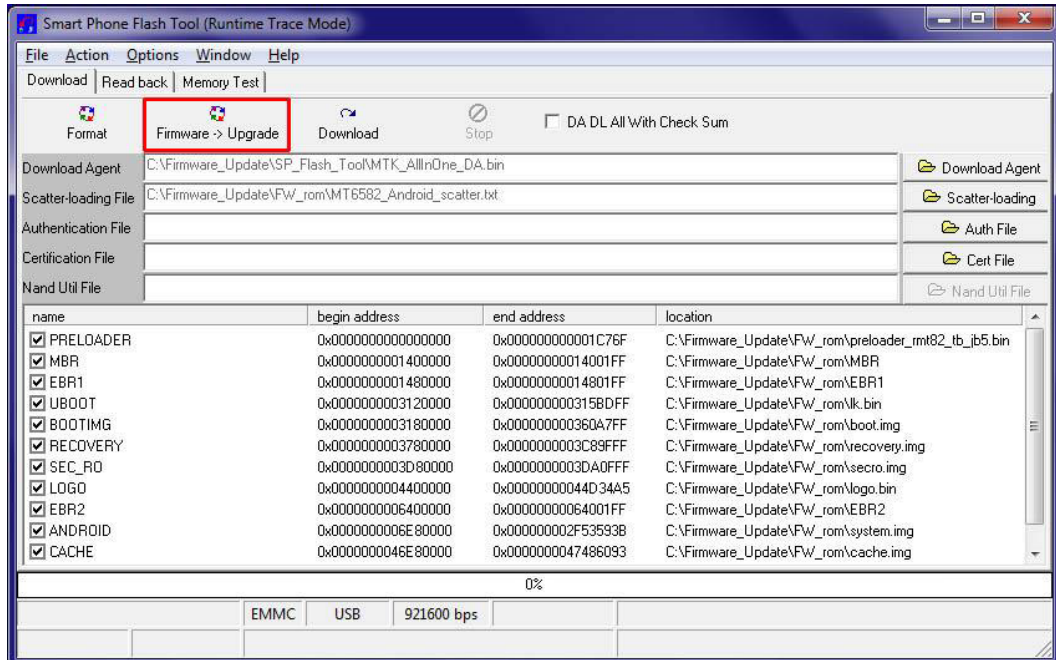 Smart Phone Flash Tool (Runtime Trace Mode)
File Action Options Window Help
Download Read back Memory Test
Format Firmware -> Upgrade Download Stop DA DL All With Check Sum
Download Agent C:\Firmware_Update\SP_Flash_Tool\MTK_AllInOne_DA.bin Download Agent
Scatter-loading File C:\Firmware_Update\FW_rom\MT6582_Android_scatter.txt Scatter-loading
Authentication File Auth File
Certification File Cert File
Nand Util File Nand Util File
name begin address end address location
PRELOADER 0x0000000000000000 0x000000000001C76F C:\Firmware_Update\FW_rom\preloader_rmt82_tb_jb5.bin
MBR 0x0000000001400000 0x00000000014001FF C:\Firmware_Update\FW_rom\MBR
EBR1 0x0000000001480000 0x00000000014801FF C:\Firmware_Update\FW_rom\EBR1
UBOOT 0x0000000003120000 0x000000000315BDFF C:\Firmware_Update\FW_rom\lk.bin
BOOTIMG 0x0000000003180000 0x000000000360A7FF C:\Firmware_Update\FW_rom\boot.img
RECOVERY 0x0000000003780000 0x0000000003C89FFF C:\Firmware_Update\FW_rom\recovery.img
SEC_RO 0x0000000003D80000 0x0000000003DA0FFF C:\Firmware_Update\FW_rom\secro.img
LOGO 0x0000000004400000 0x00000000044D34A5 C:\Firmware_Update\FW_rom\logo.bin
EBR2 0x0000000006400000 0x00000000064001FF C:\Firmware_Update\FW_rom\EBR2
ANDROID 0x0000000006E80000 0x000000002F53593B C:\Firmware_Update\FW_rom\system.img
CACHE 0x0000000046E80000 0x0000000047486093 C:\Firmware_Update\FW_rom\cache.img
0%
EMMC USB 921600 bps